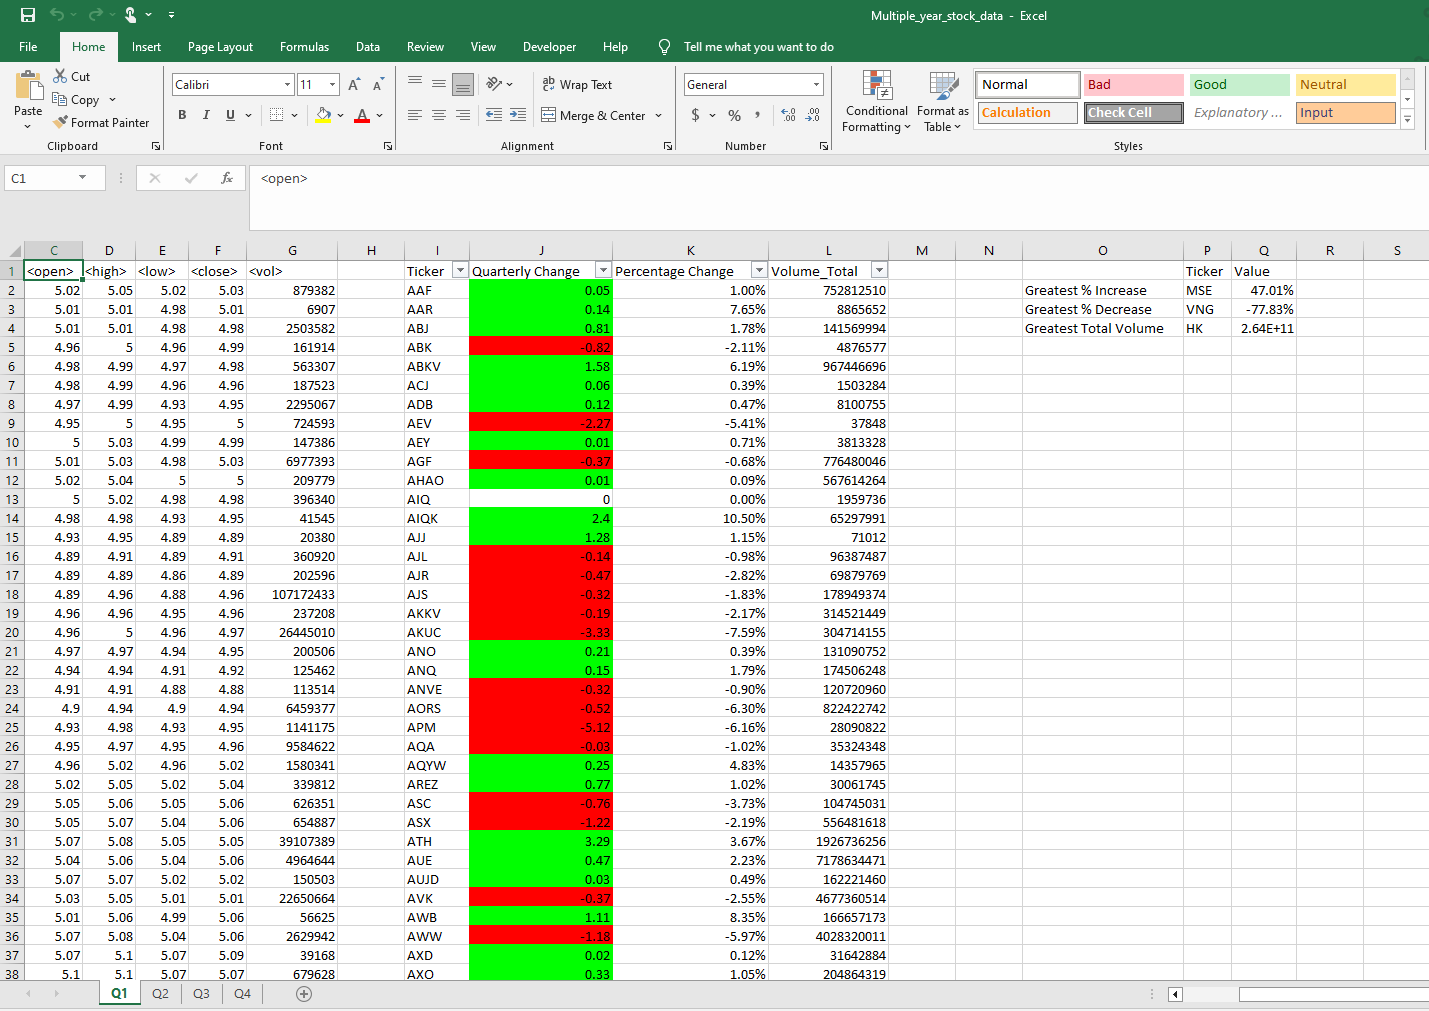 Multiple_year_stock_data - Excel
File Home Insert Page Layout Formulas Data Review View Developer Help Tell me what you want to do
Cut
Copy
Format Painter
Paste
Clipboard
Calibri 11
B I U A
Font
Wrap Text
Merge & Center
Alignment
General
$ % ,
Number
Conditional Formatting
Format as Table
Normal Bad Good Neutral
Calculation Check Cell Explanatory ... Input
Styles
C1 fx <open>
C D E F G H I J K L M N O P Q R S
1 <open> <high> <low> <close> <vol> Ticker Quarterly Change Percentage Change Volume_Total Ticker Value
2 5.02 5.05 5.02 5.03 879382 AAF 0.05 1.00% 752812510 Greatest % Increase MSE 47.01%
3 5.01 5.01 4.98 5.01 6907 AAR 0.14 7.65% 8865652 Greatest % Decrease VNG -77.83%
4 5.01 5.01 4.98 4.98 2503582 ABJ 0.81 1.78% 141569994 Greatest Total Volume HK 2.64E+11
5 4.96 5 4.96 4.99 161914 ABK -0.82 -2.11% 4876577
6 4.98 4.99 4.97 4.98 563307 ABKV 1.58 6.19% 967446696
7 4.98 4.99 4.96 4.96 187523 ACJ 0.06 0.39% 1503284
8 4.97 4.99 4.93 4.95 2295067 ADB 0.12 0.47% 8100755
9 4.95 5 4.95 5 724593 AEV -2.27 -5.41% 37848
10 5 5.03 4.99 4.99 147386 AEY 0.01 0.71% 3813328
11 5.01 5.03 4.98 5.03 6977393 AGF -0.37 -0.68% 776480046
12 5.02 5.04 5 5 209779 AHAO 0.01 0.09% 567614264
13 5 5.02 4.98 4.98 396340 AIQ 0 0.00% 1959736
14 4.98 4.98 4.93 4.95 41545 AIQK 2.4 10.50% 65297991
15 4.93 4.95 4.89 4.89 20380 AJJ 1.28 1.15% 71012
16 4.89 4.91 4.89 4.91 360920 AJL -0.14 -0.98% 96387487
17 4.89 4.89 4.86 4.89 202596 AJR -0.47 -2.82% 69879769
18 4.89 4.96 4.88 4.96 107172433 AJS -0.32 -1.83% 178949374
19 4.96 4.96 4.95 4.96 237208 AKKV -0.19 -2.17% 314521449
20 4.96 5 4.96 4.97 26445010 AKUC -3.33 -7.59% 304714155
21 4.97 4.97 4.94 4.95 200506 ANO 0.21 0.39% 131090752
22 4.94 4.94 4.91 4.92 125462 ANQ 0.15 1.79% 174506248
23 4.91 4.91 4.88 4.88 113514 ANVE -0.32 -0.90% 120720960
24 4.9 4.94 4.9 4.94 6459377 AORS -0.52 -6.30% 822422742
25 4.93 4.98 4.93 4.95 1141175 APM -5.12 -6.16% 28090822
26 4.95 4.97 4.95 4.96 9584622 AQA -0.03 -1.02% 35324348
27 4.96 5.02 4.96 5.02 1580341 AQYW 0.25 4.83% 14357965
28 5.02 5.05 5.02 5.04 339812 AREZ 0.77 1.02% 30061745
29 5.05 5.06 5.05 5.06 626351 ASC -0.76 -3.73% 104745031
30 5.05 5.07 5.04 5.06 654887 ASX -1.22 -2.19% 556481618
31 5.07 5.08 5.05 5.05 39107389 ATH 3.29 3.67% 1926736256
32 5.04 5.06 5.04 5.06 4964644 AUE 0.47 2.23% 7178634471
33 5.07 5.07 5.02 5.02 150503 AUJD 0.03 0.49% 162221460
34 5.03 5.05 5.01 5.01 22650664 AVK -0.37 -2.55% 4677360514
35 5.01 5.06 4.99 5.06 56625 AWB 1.11 8.35% 166657173
36 5.07 5.08 5.04 5.06 2629942 AWW -1.18 -5.97% 4028320011
37 5.07 5.1 5.07 5.09 39168 AXD 0.02 0.12% 31642884
38 5.1 5.1 5.07 5.07 679628 AXO 0.33 1.05% 204864319
Q1 Q2 Q3 Q4